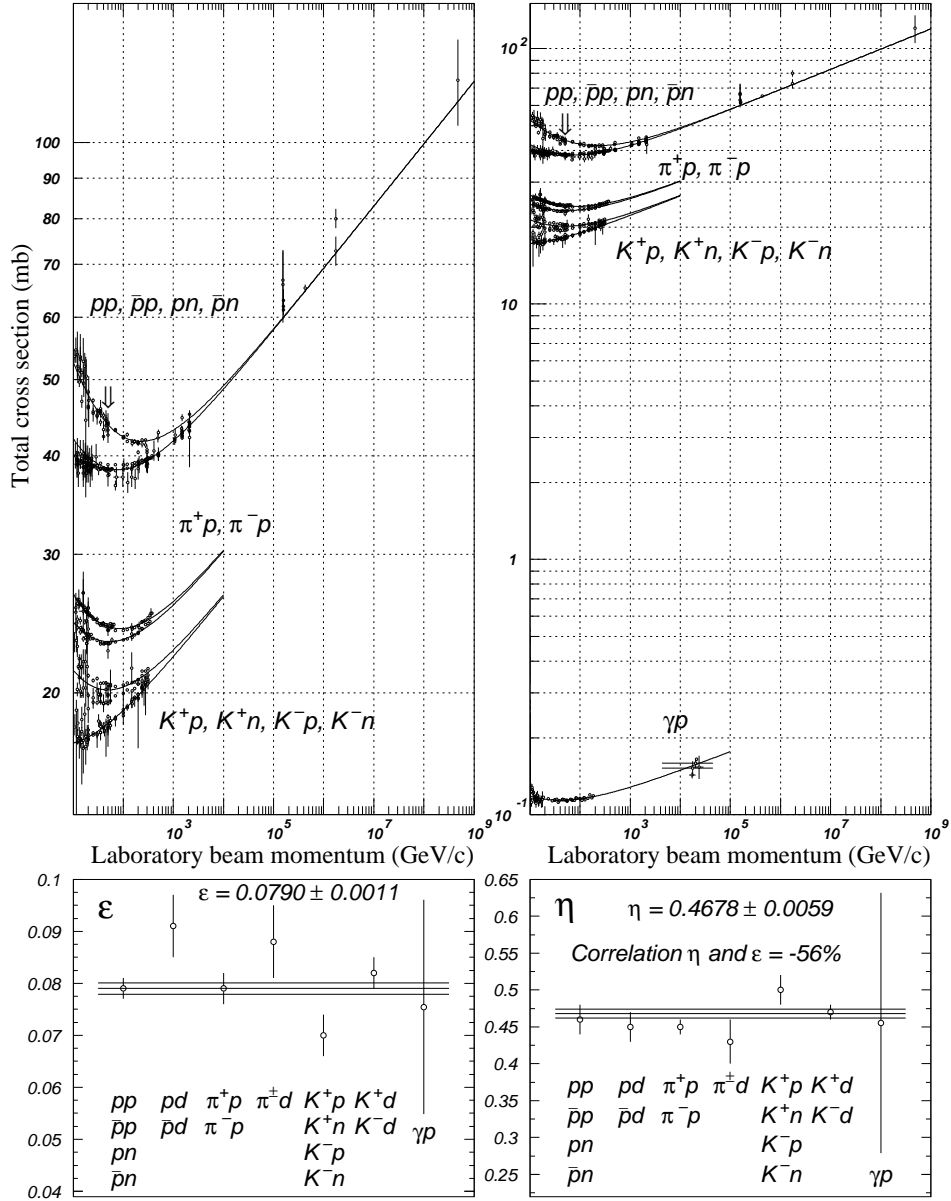 Total cross section (mb)
100
90
80
70
60
50
40
30
20
pp, p̅p, pn, p̅n
⇓
π⁺p, π⁻p
K⁺p, K⁺n, K⁻p, K⁻n
10³ 10⁵ 10⁷ 10⁹
Laboratory beam momentum (GeV/c)
10²
10
1
10⁻¹
pp, p̅p, pn, p̅n
⇓
π⁺p, π⁻p
K⁺p, K⁺n, K⁻p, K⁻n
γp
10³ 10⁵ 10⁷ 10⁹
Laboratory beam momentum (GeV/c)
0.1
0.09
0.08
0.07
0.06
0.05
0.04
ε
ε = 0.0790 ± 0.0011
pp pd π⁺p π±d K⁺p K⁺d
p̅p p̅d π⁻p K⁺n K⁻d
γp
pn K⁻p
p̅n K⁻n
0.65
0.6
0.55
0.5
0.45
0.4
0.35
0.3
0.25
η
η = 0.4678 ± 0.0059
Correlation η and ε = -56%
pp pd π⁺p π±d K⁺p K⁺d
p̅p p̅d π⁻p K⁺n K⁻d
pn K⁻p
p̅n K⁻n γp